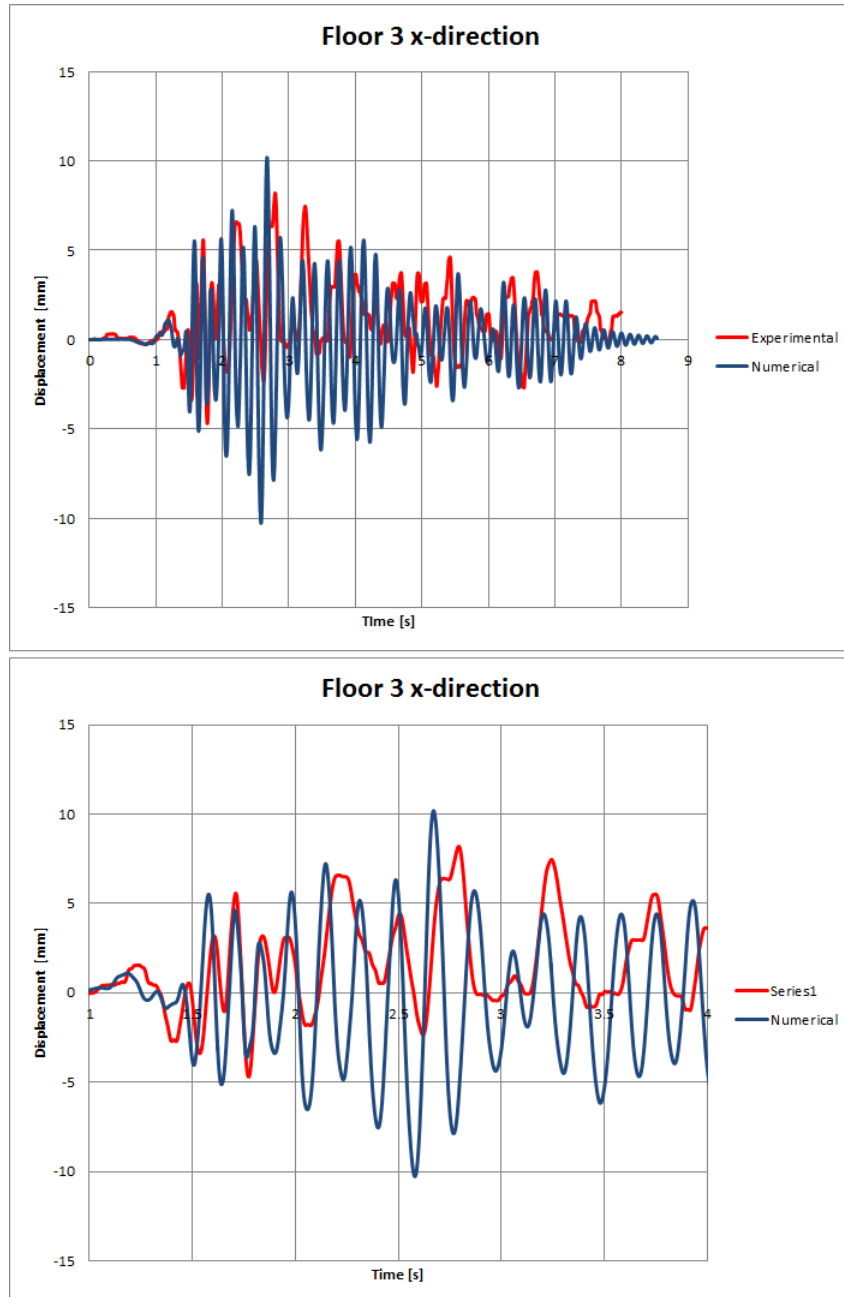 Floor 3 x-direction
15
10
5
0
-5
-10
-15
0 1 2 3 4 5 6 7 8 9
Displacement [mm]
TIme [s]
Experimental
Numerical
Floor 3 x-direction
15
10
5
0
-5
-10
-15
1 1.5 2 2.5 3 3.5 4
Displacement [mm]
Time [s]
Series1
Numerical